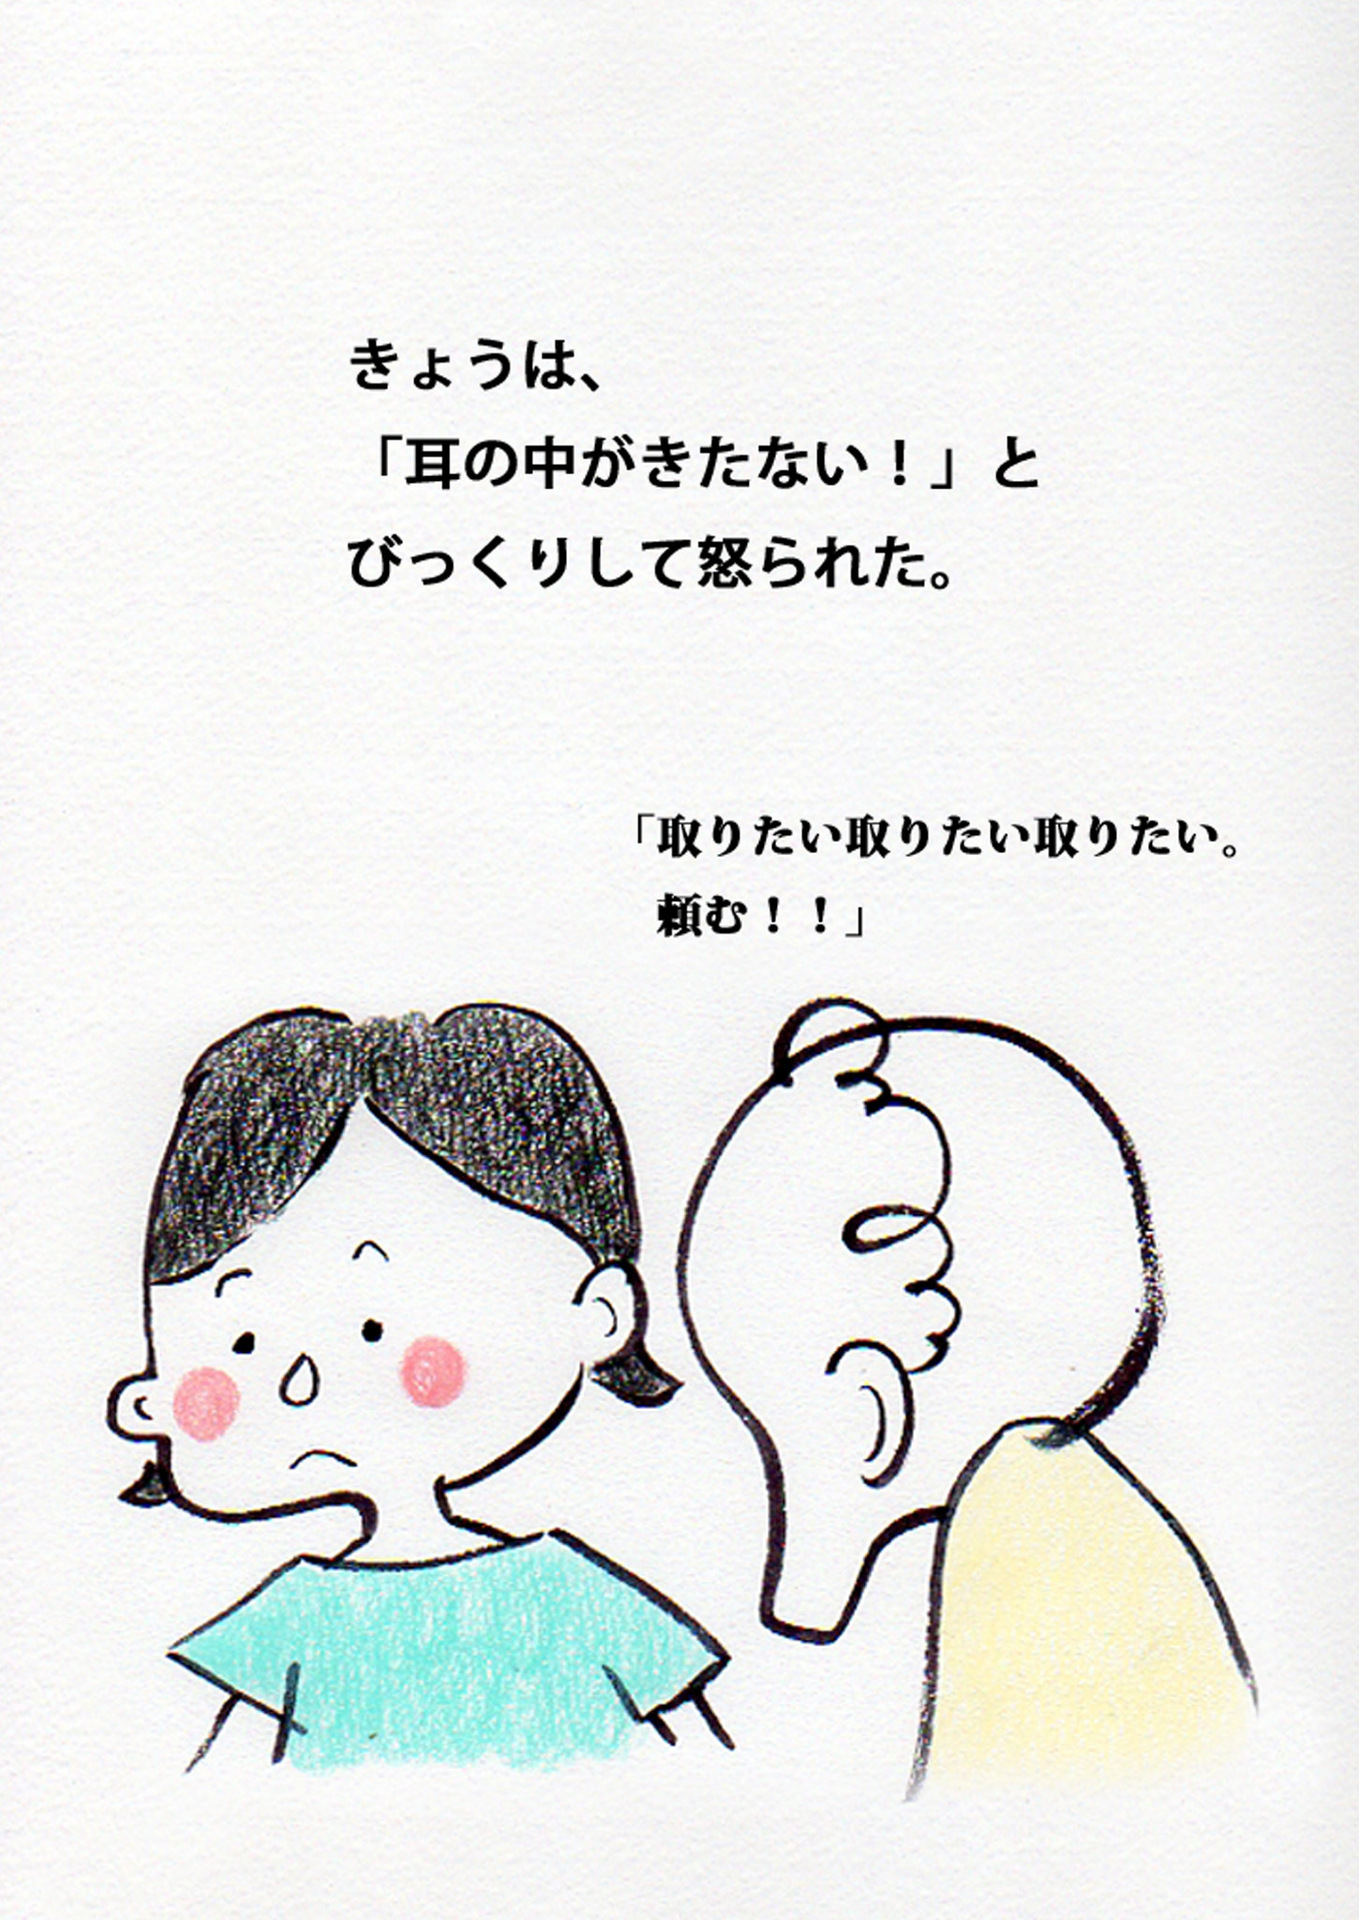 きょうは、
「耳の中がきたない！」と
びっくりして怒られた。
「取りたい取りたい取りたい。
頼む！！」